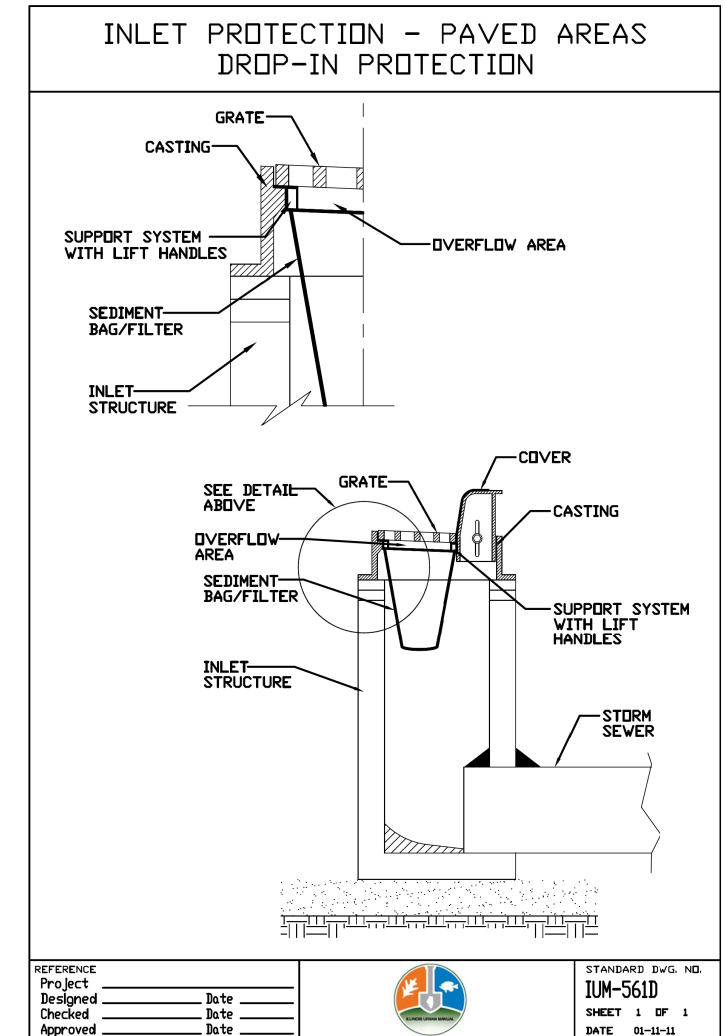 INLET PROTECTION - PAVED AREAS
DROP-IN PROTECTION
GRATE
CASTING
SUPPORT SYSTEM
WITH LIFT HANDLES
OVERFLOW AREA
SEDIMENT
BAG/FILTER
INLET
STRUCTURE
COVER
SEE DETAIL
ABOVE
GRATE
CASTING
OVERFLOW
AREA
SEDIMENT
BAG/FILTER
SUPPORT SYSTEM
WITH LIFT
HANDLES
INLET
STRUCTURE
STORM
SEWER
REFERENCE
Project
Designed Date
Checked Date
Approved Date
ILLINOIS URBAN MANUAL
STANDARD DWG. NO.
IUM-561D
SHEET 1 OF 1
DATE 01-11-11